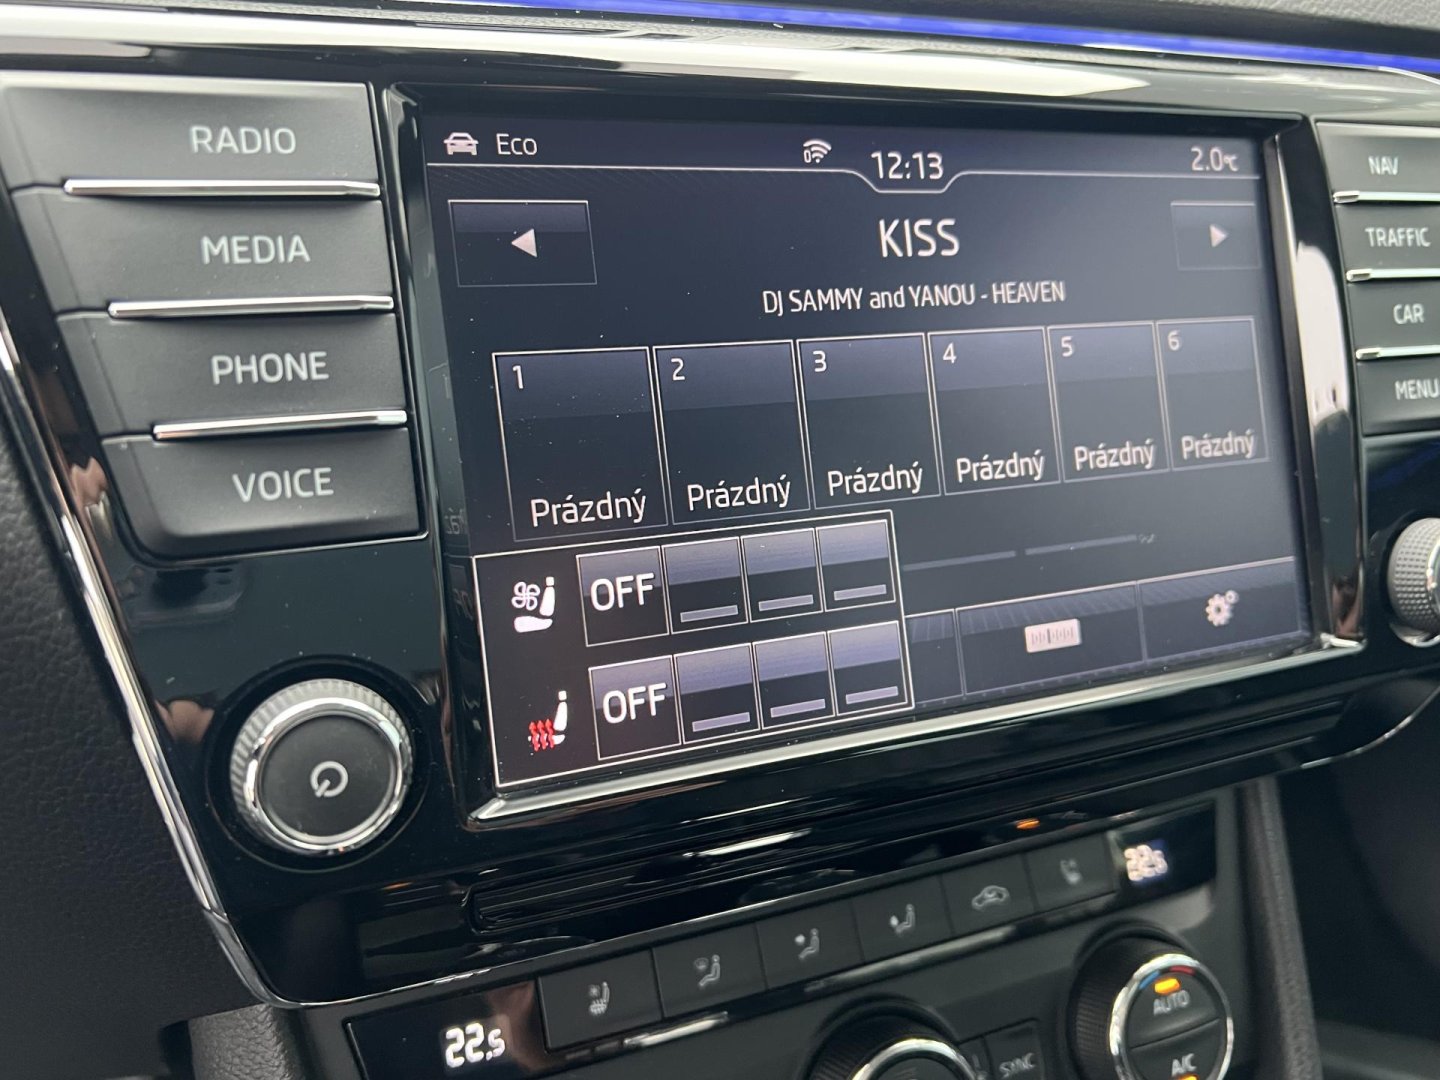 RADIO
MEDIA
PHONE
VOICE
Eco
12:13
2.0°C
KISS
DJ SAMMY and YANOU - HEAVEN
1 2 3 4 5 6
Prázdný Prázdný Prázdný Prázdný Prázdný Prázdný
OFF
OFF
NAV
TRAFFIC
CAR
MENU
22.5
22.5
AUTO
SYNC
A/C